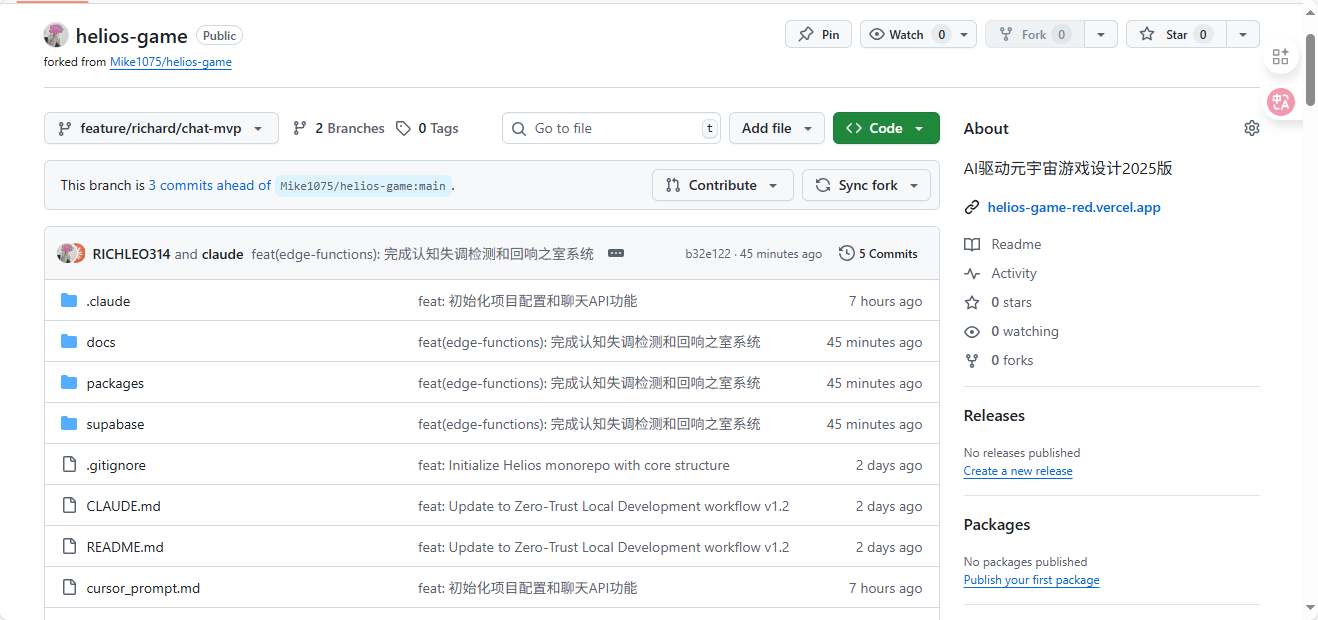 helios-game Public
Pin Watch 0 Fork 0 Star 0
forked from Mike1075/helios-game
feature/richard/chat-mvp 2 Branches 0 Tags Go to file t Add file Code
About
AI驱动元宇宙游戏设计2025版
helios-game-red.vercel.app
Readme
Activity
0 stars
0 watching
0 forks
This branch is 3 commits ahead of Mike1075/helios-game:main.
Contribute Sync fork
RICHLEO314 and claude feat(edge-functions): 完成认知失调检测和回响之室系统 b32e122 · 45 minutes ago 5 Commits
.claude feat: 初始化项目配置和聊天API功能 7 hours ago
docs feat(edge-functions): 完成认知失调检测和回响之室系统 45 minutes ago
packages feat(edge-functions): 完成认知失调检测和回响之室系统 45 minutes ago
supabase feat(edge-functions): 完成认知失调检测和回响之室系统 45 minutes ago
.gitignore feat: Initialize Helios monorepo with core structure 2 days ago
CLAUDE.md feat: Update to Zero-Trust Local Development workflow v1.2 2 days ago
README.md feat: Update to Zero-Trust Local Development workflow v1.2 2 days ago
cursor_prompt.md feat: 初始化项目配置和聊天API功能 7 hours ago
Releases
No releases published
Create a new release
Packages
No packages published
Publish your first package